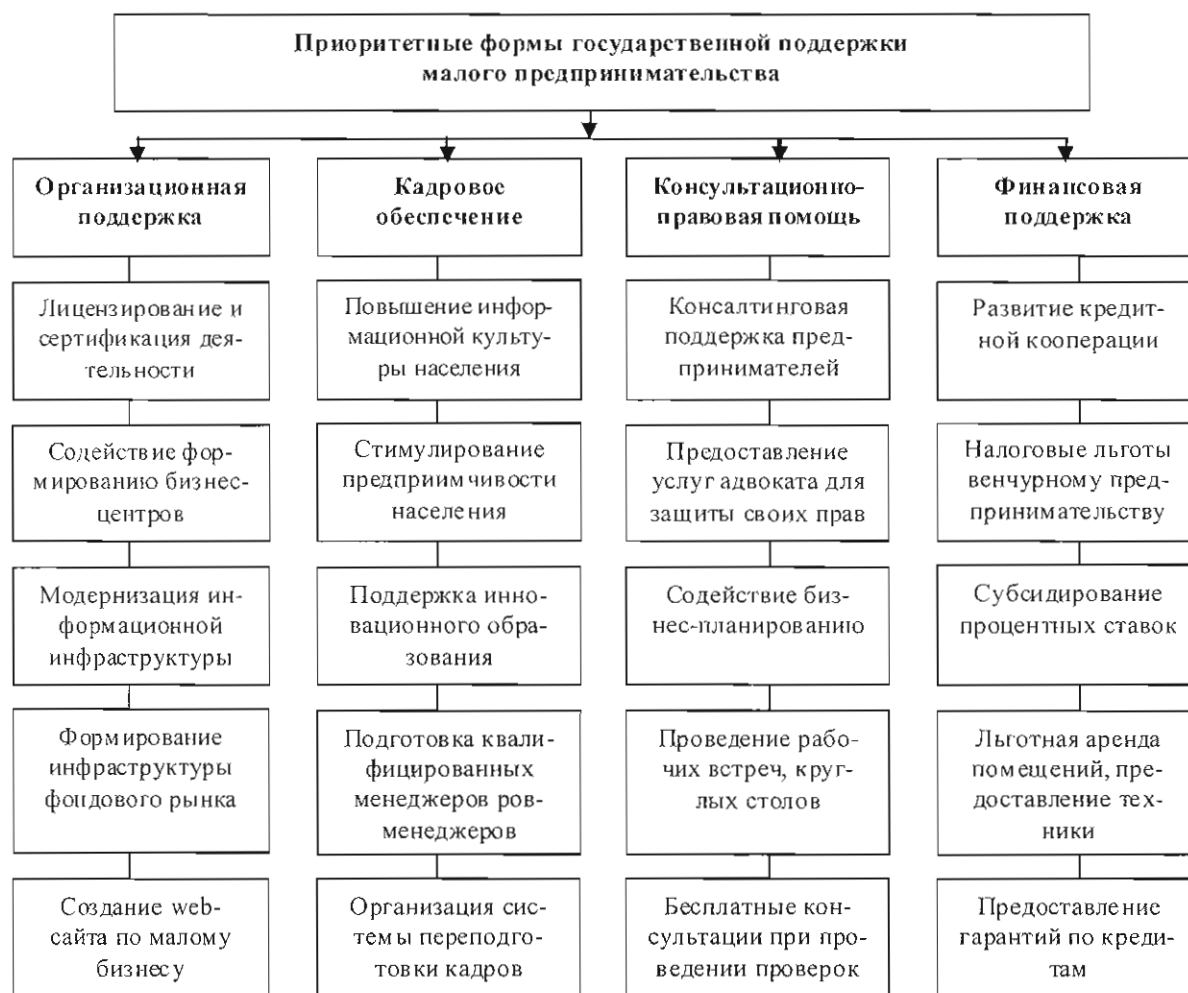 Приоритетные формы государственной поддержки
малого предпринимательства
Организационная
поддержка
Кадровое
обеспечение
Консультационно-
правовая помощь
Финансовая
поддержка
Лицензирование и
сертификация дея-
тельности
Повышение инфор-
мационной культу-
ры населения
Консалтинговая
поддержка пред-
принимателей
Развитие кредит-
ной кооперации
Содействие фор-
мированию бизнес-
центров
Стимулирование
предприимчивости
населения
Предоставление
услуг адвоката для
защиты своих прав
Налоговые льготы
венчурному пред-
принимательству
Модернизация ин-
формационной
инфраструктуры
Поддержка инно-
вационного обра-
зования
Содействие биз-
нес-планированию
Субсидирование
процентных ставок
Формирование
инфраструктуры
фондового рынка
Подготовка квали-
фицированных
менеджеров ров-
менеджеров
Проведение рабо-
чих встреч, круг-
лых столов
Льготная аренда
помещений, пре-
доставление тех-
ники
Создание web-
сайта по малому
бизнесу
Организация сис-
темы переподго-
товки кадров
Бесплатные кон-
сультации при про-
ведении проверок
Предоставление
гарантий по креди-
там